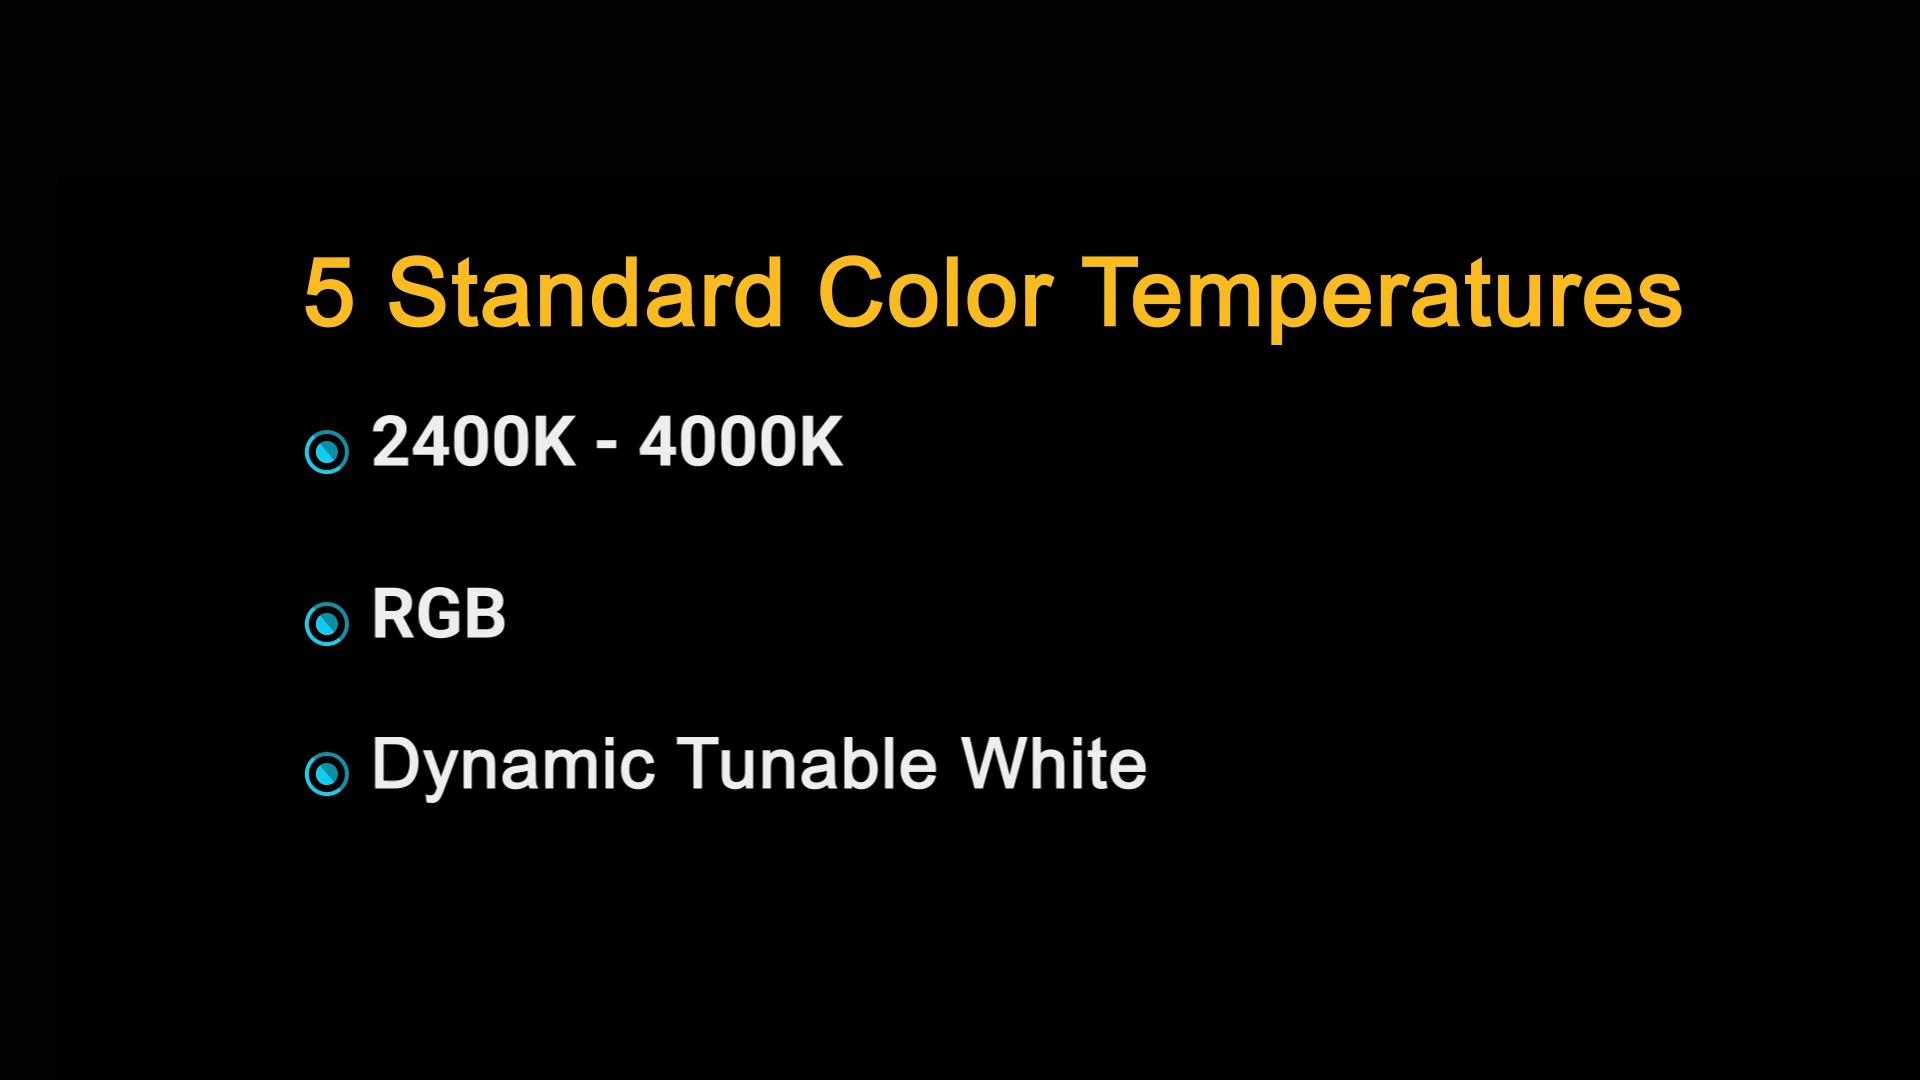 5 Standard Color Temperatures
2400K - 4000K
RGB
Dynamic Tunable White